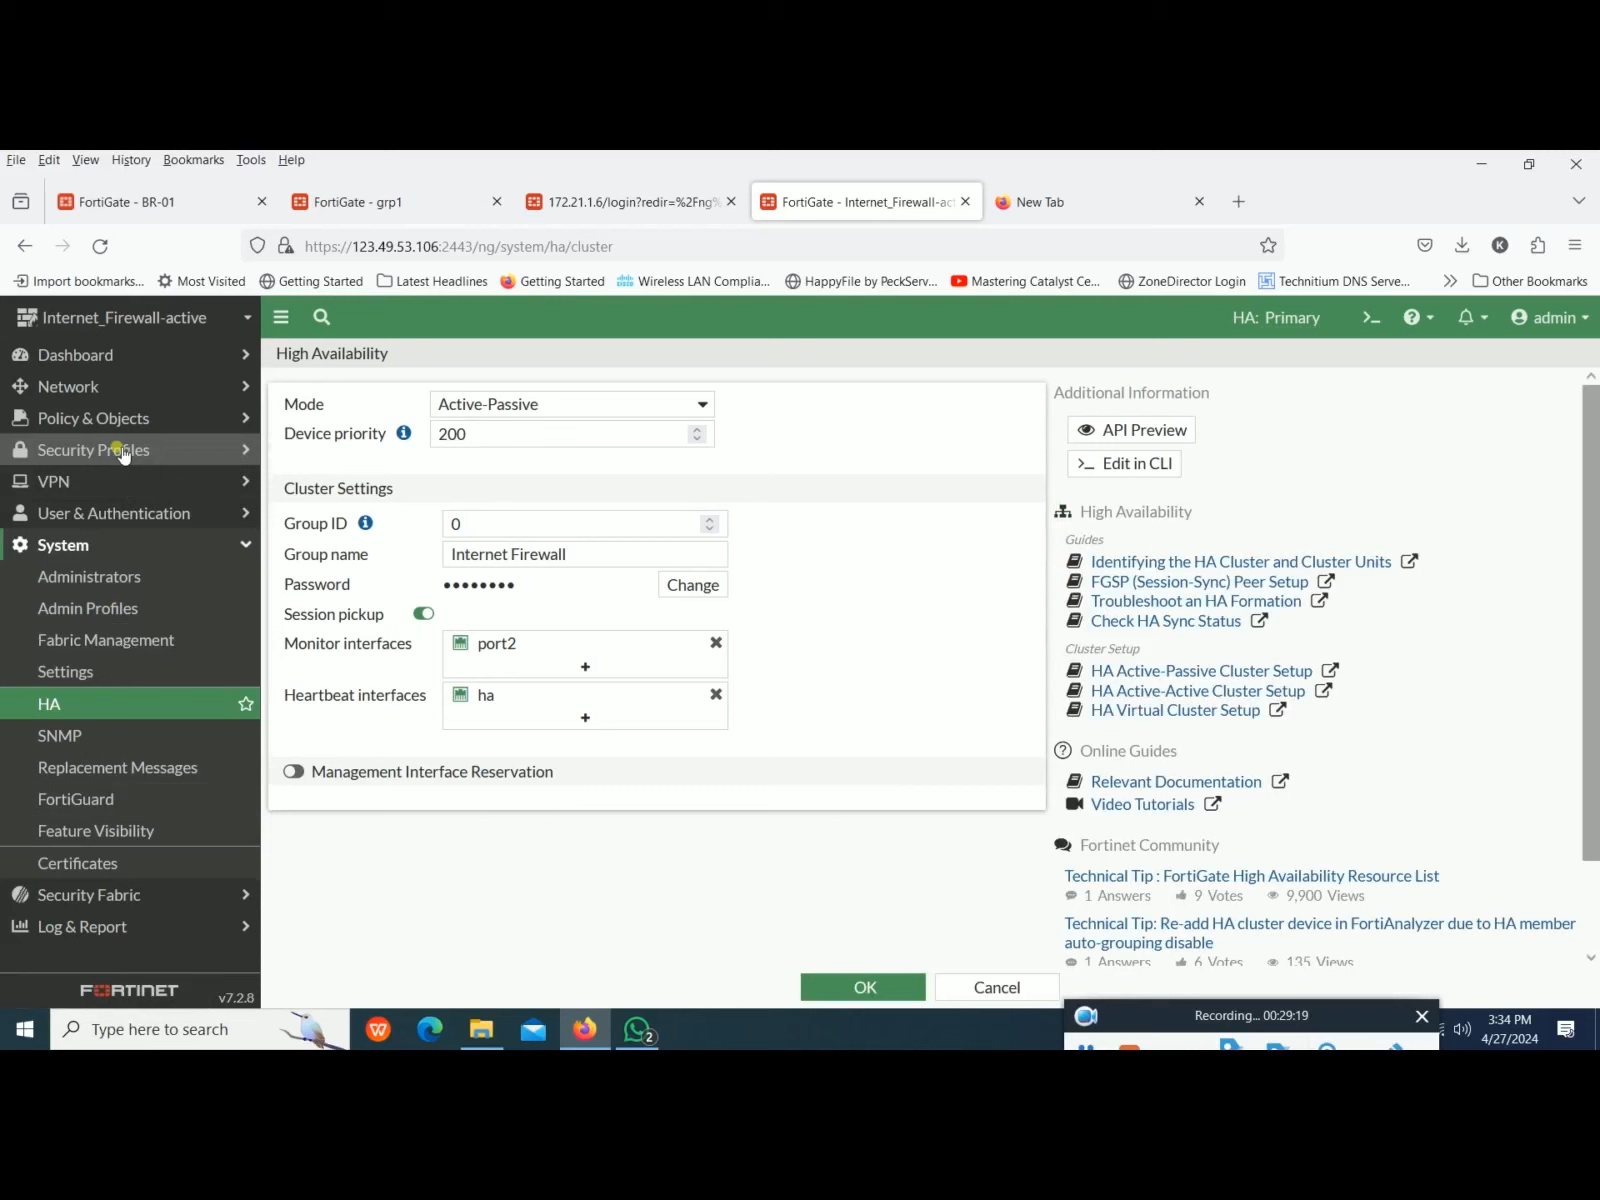 File Edit View History Bookmarks Tools Help
FortiGate - BR-01
FortiGate - grp1
172.21.1.6/login?redir=%2Fng%
FortiGate - Internet_Firewall-act
New Tab
https://123.49.53.106:2443/ng/system/ha/cluster
K
Import bookmarks...
Most Visited
Getting Started
Latest Headlines
Getting Started
Wireless LAN Complia...
HappyFile by PeckServ...
Mastering Catalyst Ce...
ZoneDirector Login
Technitium DNS Serve...
Other Bookmarks
Internet_Firewall-active
HA: Primary
admin
Dashboard
Network
Policy & Objects
Security Profiles
VPN
User & Authentication
System
Administrators
Admin Profiles
Fabric Management
Settings
HA
SNMP
Replacement Messages
FortiGuard
Feature Visibility
Certificates
Security Fabric
Log & Report
FORTINET
v7.2.8
High Availability
Mode Active-Passive
Device priority 200
Cluster Settings
Group ID 0
Group name Internet Firewall
Password •••••••• Change
Session pickup
Monitor interfaces port2
+
Heartbeat interfaces ha
+
Management Interface Reservation
OK
Cancel
Additional Information
API Preview
>_ Edit in CLI
High Availability
Guides
Identifying the HA Cluster and Cluster Units
FGSP (Session-Sync) Peer Setup
Troubleshoot an HA Formation
Check HA Sync Status
Cluster Setup
HA Active-Passive Cluster Setup
HA Active-Active Cluster Setup
HA Virtual Cluster Setup
Online Guides
Relevant Documentation
Video Tutorials
Fortinet Community
Technical Tip : FortiGate High Availability Resource List
1 Answers 9 Votes 9,900 Views
Technical Tip: Re-add HA cluster device in FortiAnalyzer due to HA member
auto-grouping disable
1 Answers 6 Votes 135 Views
Type here to search
W
2
Recording... 00:29:19
3:34 PM
4/27/2024